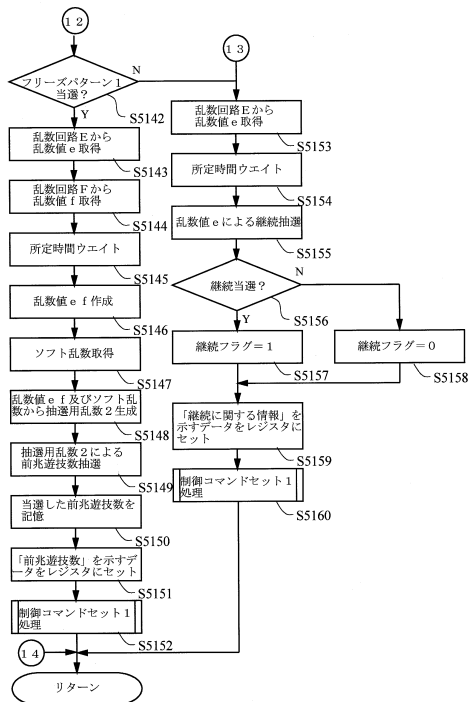 １２
フリーズパターン１
当選？
N
Y
S5142
乱数回路Ｅから
乱数値ｅ取得
S5143
乱数回路Ｆから
乱数値ｆ取得
S5144
所定時間ウエイト
S5145
乱数値ｅｆ作成
S5146
ソフト乱数取得
S5147
乱数値ｅｆ及びソフト乱
数から抽選用乱数２生成
S5148
抽選用乱数２による
前兆遊技数抽選
S5149
当選した前兆遊技数を
記憶
S5150
「前兆遊技数」を示すデ
ータをレジスタにセット
S5151
制御コマンドセット１
処理
S5152
１４
リターン
１３
乱数回路Ｅから
乱数値ｅ取得
S5153
所定時間ウエイト
S5154
乱数値ｅによる継続抽選
S5155
継続当選？
N
Y
S5156
継続フラグ＝１
S5157
継続フラグ＝０
S5158
「継続に関する情報」を
示すデータをレジスタに
セット
S5159
制御コマンドセット１
処理
S5160